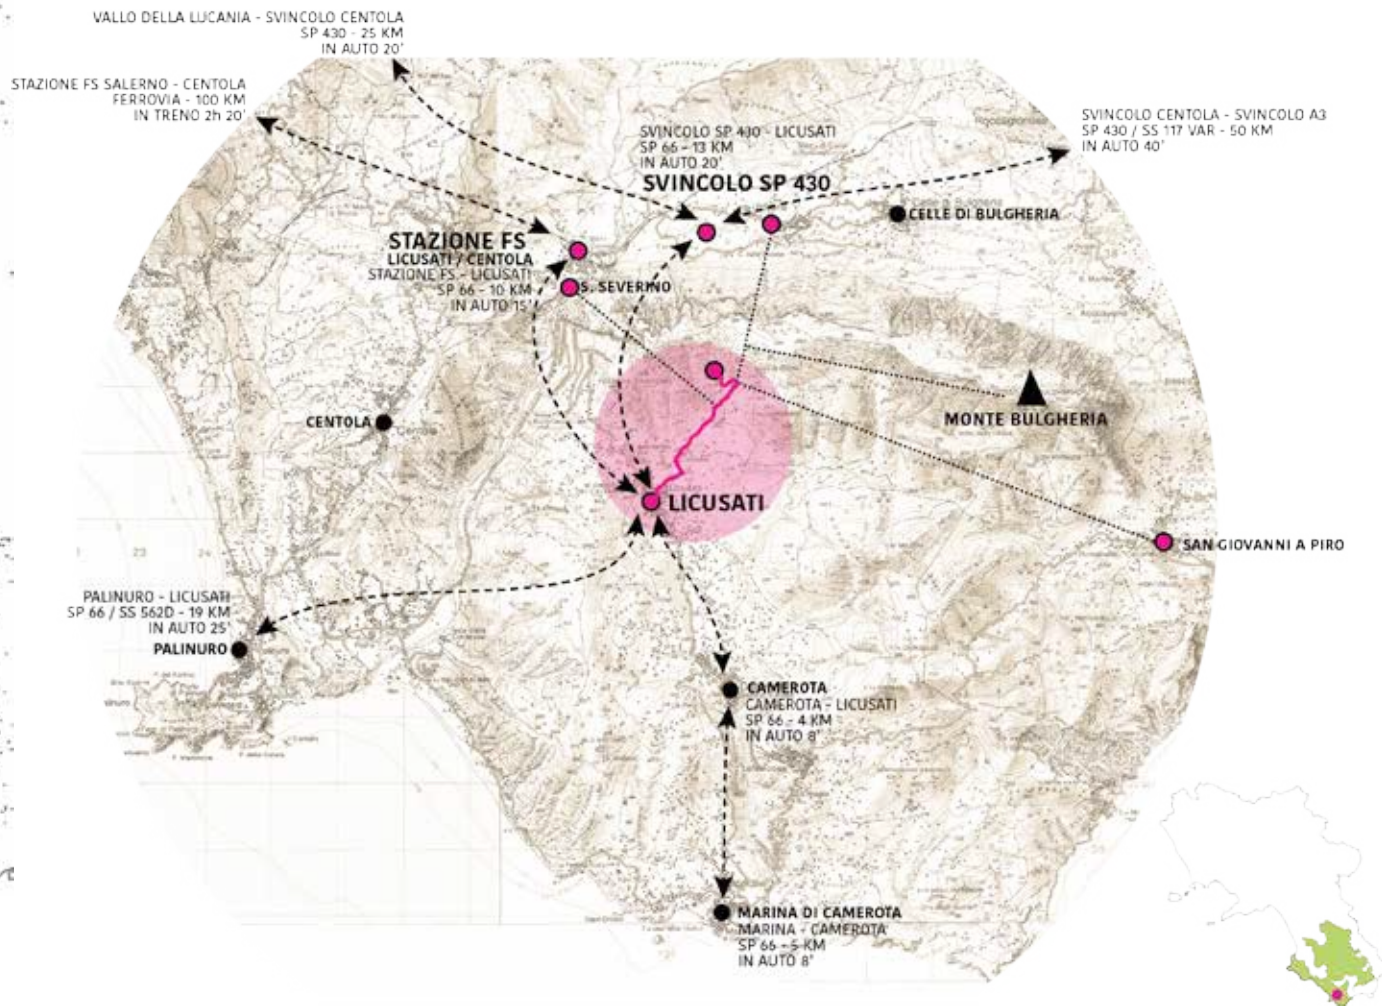 VALLO DELLA LUCANIA - SVINCOLO CENTOLA
SP 430 - 25 KM
IN AUTO 20'
STAZIONE FS SALERNO - CENTOLA
FERROVIA - 100 KM
IN TRENO 2h 20'
SVINCOLO CENTOLA - SVINCOLO A3
SP 430 / SS 117 VAR - 50 KM
IN AUTO 40'
SVINCOLO SP 430 - LICUSATI
SP 66 - 13 KM
IN AUTO 20'
SVINCOLO SP 430
CELLE DI BULGHERIA
STAZIONE FS
LICUSATI / CENTOLA
STAZIONE FS - LICUSATI
SP 66 - 10 KM
IN AUTO 15'
S. SEVERINO
MONTE BULGHERIA
CENTOLA
Centola
LICUSATI
SAN GIOVANNI A PIRO
23
24
PALINURO - LICUSATI
SP 66 / SS 562D - 19 KM
IN AUTO 25'
PALINURO
CAMEROTA
CAMEROTA - LICUSATI
SP 66 - 4 KM
IN AUTO 8'
MARINA DI CAMEROTA
MARINA - CAMEROTA
SP 66 - 5 KM
IN AUTO 8'